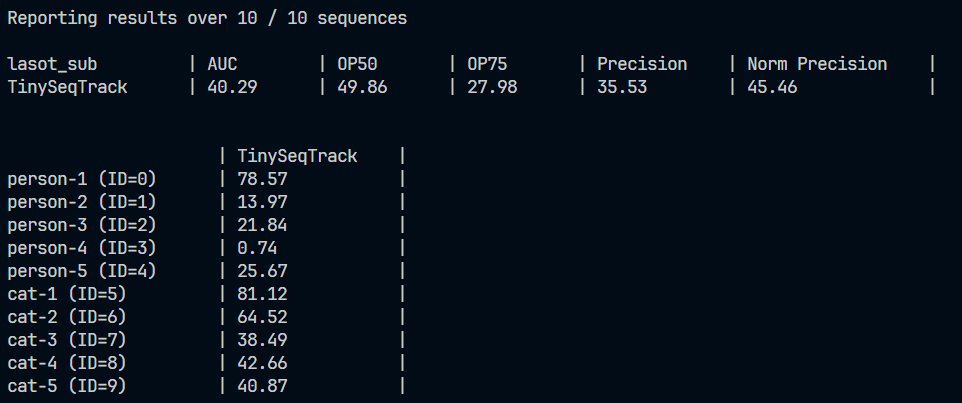 Reporting results over 10 / 10 sequences
lasot_sub | AUC | OP50 | OP75 | Precision | Norm Precision |
TinySeqTrack | 40.29 | 49.86 | 27.98 | 35.53 | 45.46 |
| TinySeqTrack |
person-1 (ID=0) | 78.57 |
person-2 (ID=1) | 13.97 |
person-3 (ID=2) | 21.84 |
person-4 (ID=3) | 0.74 |
person-5 (ID=4) | 25.67 |
cat-1 (ID=5) | 81.12 |
cat-2 (ID=6) | 64.52 |
cat-3 (ID=7) | 38.49 |
cat-4 (ID=8) | 42.66 |
cat-5 (ID=9) | 40.87 |